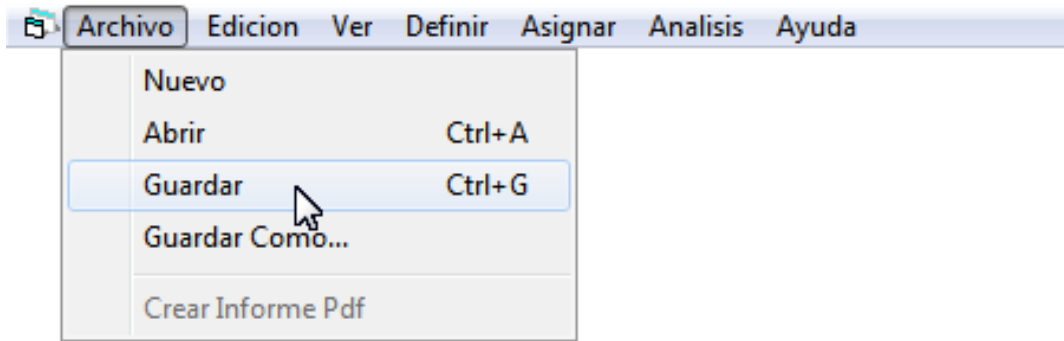 Archivo Edicion Ver Definir Asignar Analisis Ayuda
Nuevo
Abrir Ctrl+A
Guardar Ctrl+G
Guardar Como...
Crear Informe Pdf